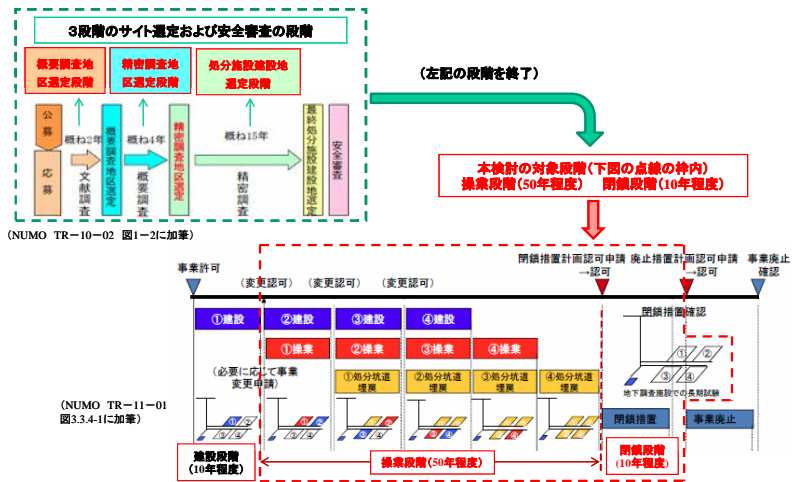 3段階のサイト選定および安全審査の段階
概要調査地
区選定段階
精密調査地
区選定段階
処分施設建設地
選定段階
公募
応募
概ね2年
文献調査
概要調査地区選定
概ね4年
概要調査
精密調査地区選定
概ね15年
精密調査
最終処分施設建設地選定
安全審査
(NUMO TR-10-02 図1-2に加筆)
(左記の段階を終了)
本検討の対象段階(下図の点線の枠内)
操業段階(50年程度) 閉鎖段階(10年程度)
事業許可
(変更認可)
(変更認可)
(変更認可)
閉鎖措置計画認可申請
→認可
廃止措置計画認可申請
→認可
事業廃止
確認
①建設
②建設
③建設
④建設
①操業
②操業
③操業
④操業
(必要に応じて事業
変更申請)
①処分坑道
埋戻
②処分坑道
埋戻
③処分坑道
埋戻
④処分坑道
埋戻
①
②
③
④
①
②
③
④
閉鎖措置確認
①
②
③
④
地下調査施設での長期試験
閉鎖措置
事業廃止
(NUMO TR-11-01
図3.3.4-1に加筆)
建設段階
(10年程度)
操業段階(50年程度)
閉鎖段階
(10年程度)